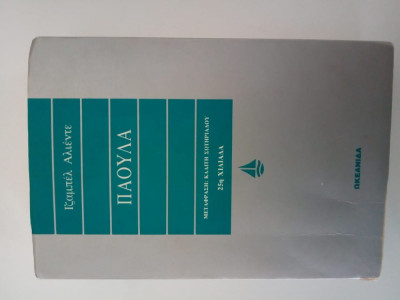 Ιζαμπέλ Αλιέντε
ΠΑΟΥΛΑ
ΜΕΤΑΦΡΑΣΗ: ΚΛΑΙΤΗ ΣΩΤΗΡΙΑΔΟΥ
25η ΧΙΛΙΑΔΑ
ΩΚΕΑΝΙΔΑ